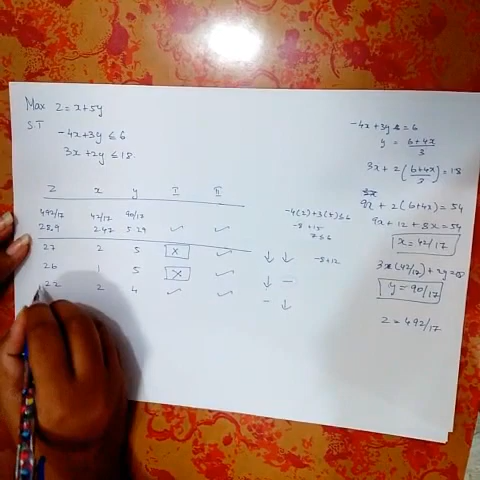 Max Z = x+5y
S.T
-4x+3y ≤ 6
3x+2y ≤ 18
Z x y I II
492/17 42/17 90/17
28.9 2.47 5.29 ✓ ✓
27 2 5 x ✓
26 1 5 x ✓
22 2 4 ✓ ✓
-4(2)+3(5)≤6
-8+15
7≤6
-8+12
↓ ↓
↓ –
– ↓
-4x+3y = 6
y = 6+4x/3
3x + 2(6+4x/3) = 18
9x + 2(6+4x) = 54
9x + 12 + 8x = 54
x = 42/17
3x(42/17) + 2y = 18
y = 90/17
Z = 492/17